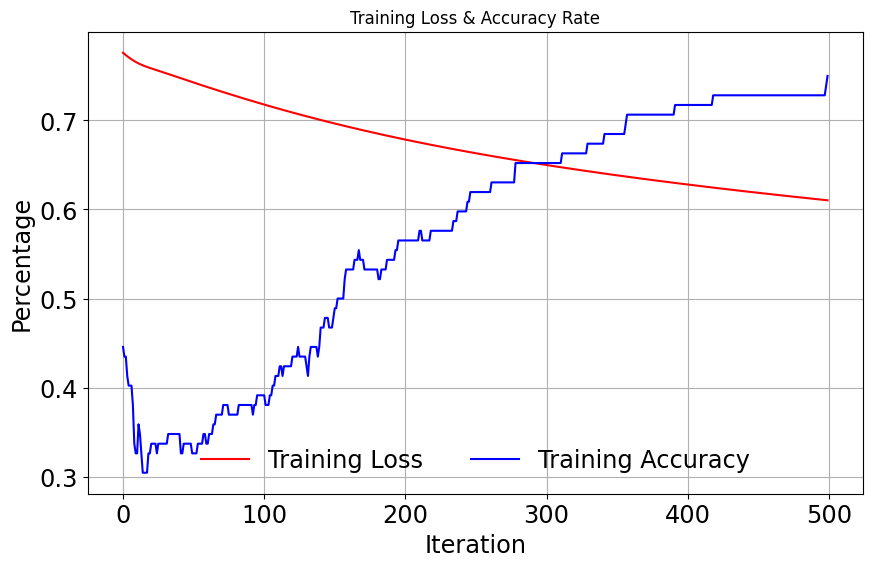 Training Loss & Accuracy Rate
Percentage
0.7
0.6
0.5
0.4
0.3
Training Loss
Training Accuracy
0
100
200
300
400
500
Iteration